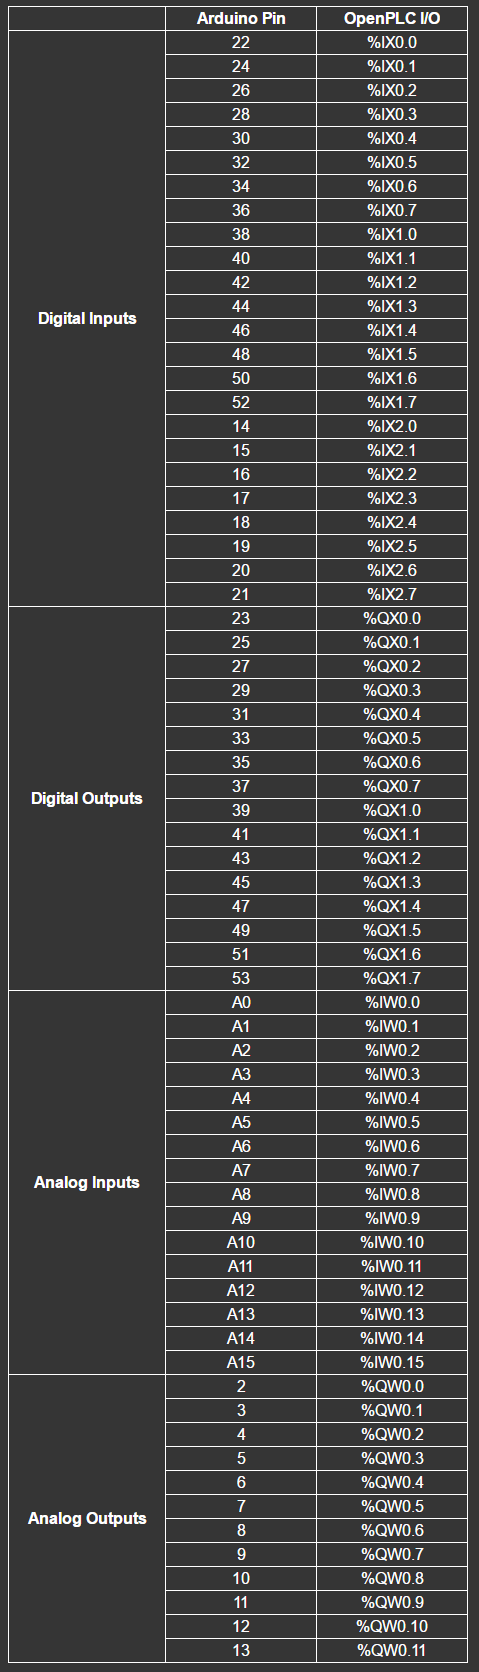 Arduino Pin OpenPLC I/O
Digital Inputs
22 %IX0.0
24 %IX0.1
26 %IX0.2
28 %IX0.3
30 %IX0.4
32 %IX0.5
34 %IX0.6
36 %IX0.7
38 %IX1.0
40 %IX1.1
42 %IX1.2
44 %IX1.3
46 %IX1.4
48 %IX1.5
50 %IX1.6
52 %IX1.7
14 %IX2.0
15 %IX2.1
16 %IX2.2
17 %IX2.3
18 %IX2.4
19 %IX2.5
20 %IX2.6
21 %IX2.7
Digital Outputs
23 %QX0.0
25 %QX0.1
27 %QX0.2
29 %QX0.3
31 %QX0.4
33 %QX0.5
35 %QX0.6
37 %QX0.7
39 %QX1.0
41 %QX1.1
43 %QX1.2
45 %QX1.3
47 %QX1.4
49 %QX1.5
51 %QX1.6
53 %QX1.7
Analog Inputs
A0 %IW0.0
A1 %IW0.1
A2 %IW0.2
A3 %IW0.3
A4 %IW0.4
A5 %IW0.5
A6 %IW0.6
A7 %IW0.7
A8 %IW0.8
A9 %IW0.9
A10 %IW0.10
A11 %IW0.11
A12 %IW0.12
A13 %IW0.13
A14 %IW0.14
A15 %IW0.15
Analog Outputs
2 %QW0.0
3 %QW0.1
4 %QW0.2
5 %QW0.3
6 %QW0.4
7 %QW0.5
8 %QW0.6
9 %QW0.7
10 %QW0.8
11 %QW0.9
12 %QW0.10
13 %QW0.11